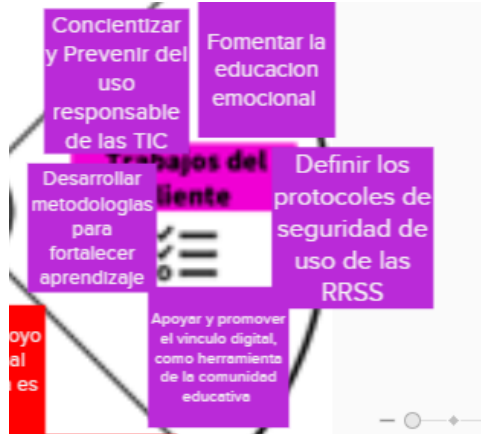 Concientizar
y Prevenir del
uso
responsable
de las TIC
Fomentar la
educacion
emocional
Trabajos del
liente
Desarrollar
metodologias
para
fortalecer
aprendizaje
Definir los
protocoles de
seguridad de
uso de las
RRSS
Apoyar y promover
el vinculo digital,
como herramienta
de la comunidad
educativa
oyo
al
es